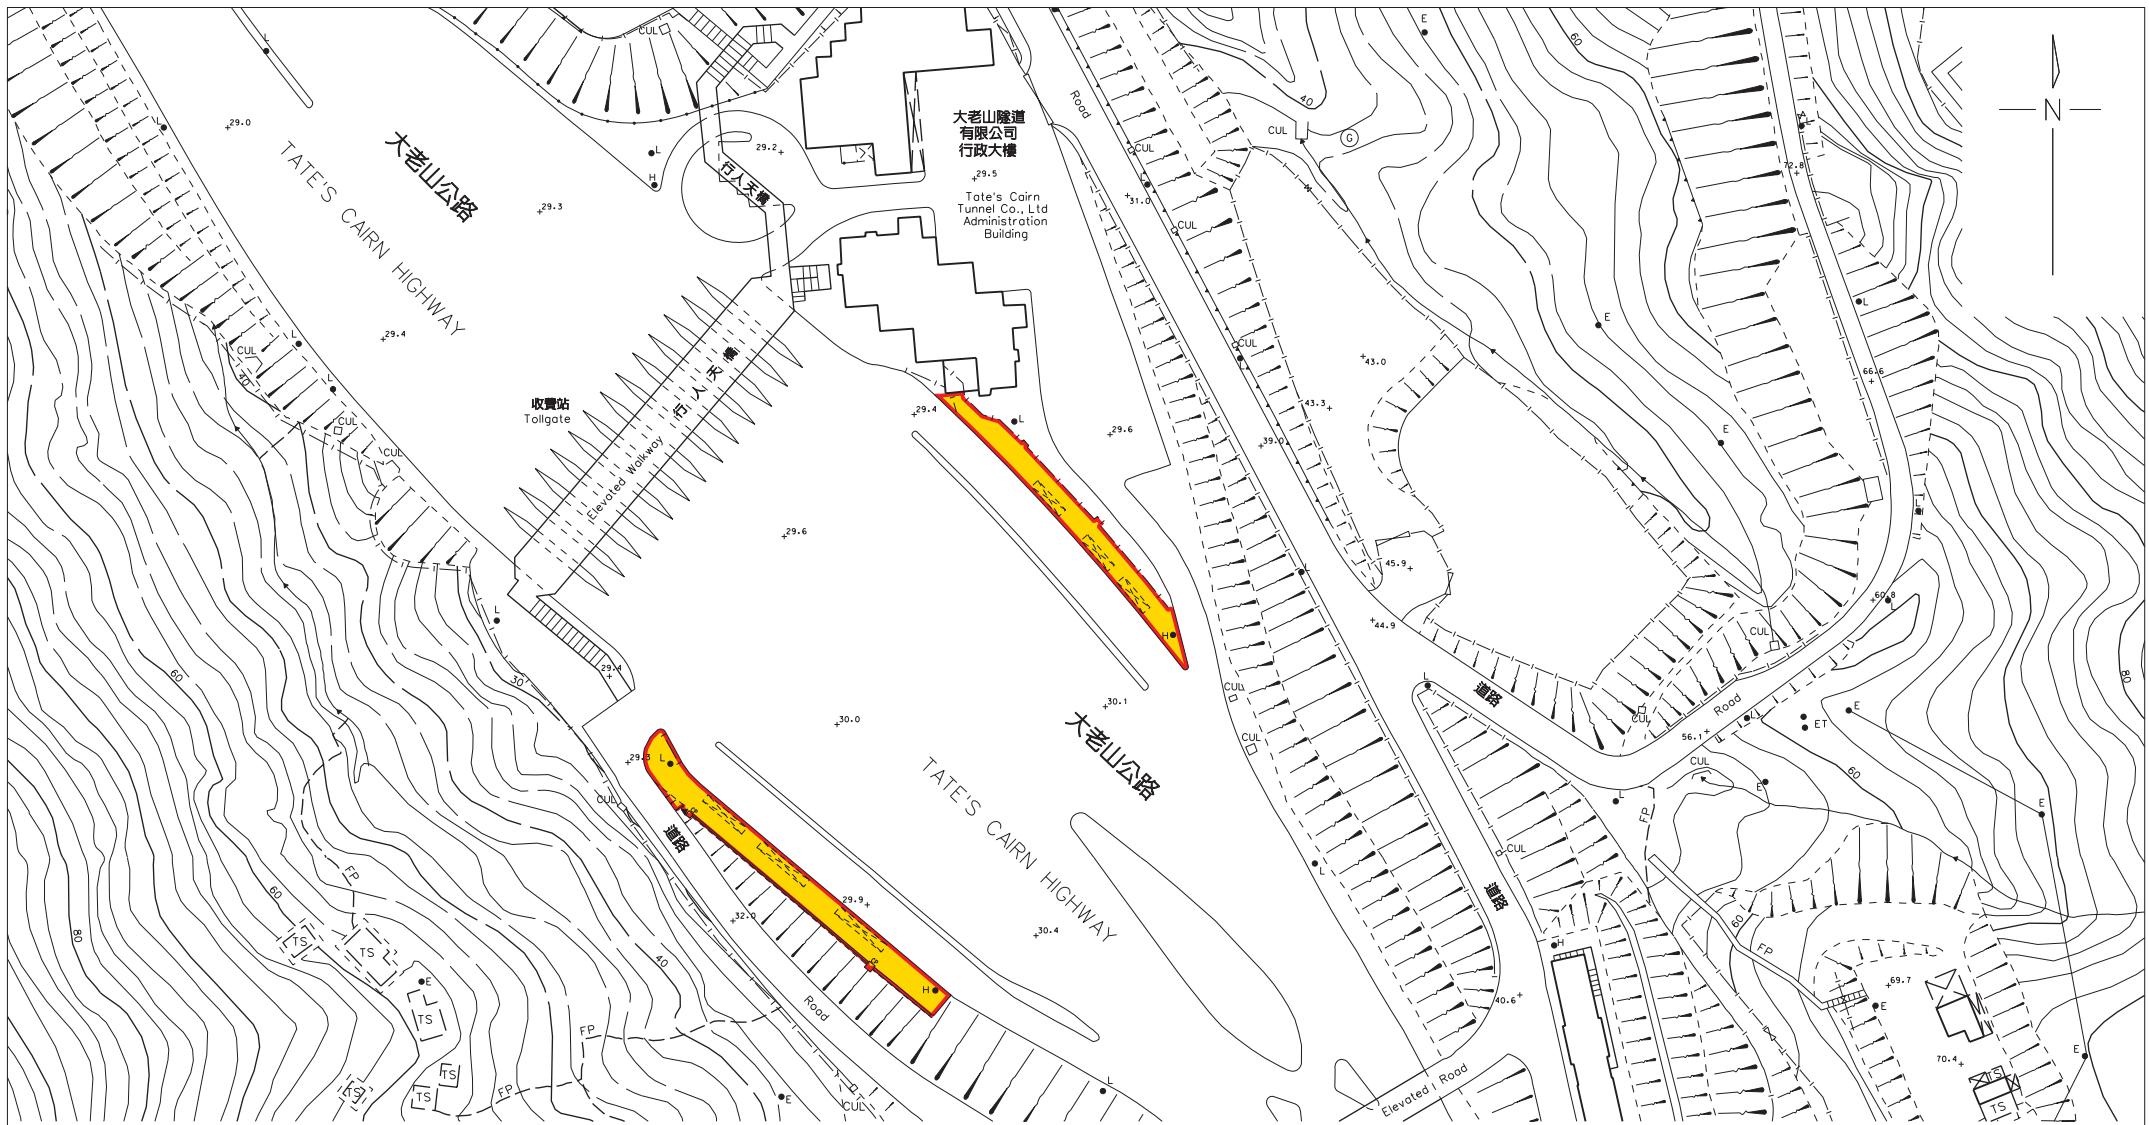 CUL
E
60
L
N
29.0
大老山公路
TATE'S CAIRN HIGHWAY
L
H
29.2
行人天橋
大老山隧道
有限公司
行政大樓
29.5
Tate's Cairn
Tunnel Co., Ltd
Administration
Building
Road
CUL
L
31.0
CUL
40
CUL
G
L
72.8
29.3
29.4
L
L
L
CUL
40
CUL
CUL
收費站
Tollgate
Elevated Walkway
行人天橋
29.4
L
29.6
CUL
L
43.0
43.3
39.0
E
L
66.6
E
L
29.6
45.9
L
44.9
60.8
L
CUL
H
L
29.4
30
60
30.0
30.1
大老山公路
TATE'S CAIRN HIGHWAY
CUL
CUL
L
道路
Road
CUL
L
56.1
E
ET
80
CUL
60
E
L
E
29.3
L
CUL
道路
FP
CUL
L
FP
60
道路
29.9
32.0
30.4
60
FP
80
TS
TS
E
TS
40
H
Road
H
40.6
69.7
E
FP
FP
TS
TS
TS
E
CUL
L
Elevated Road
70.4
E
TS
TS